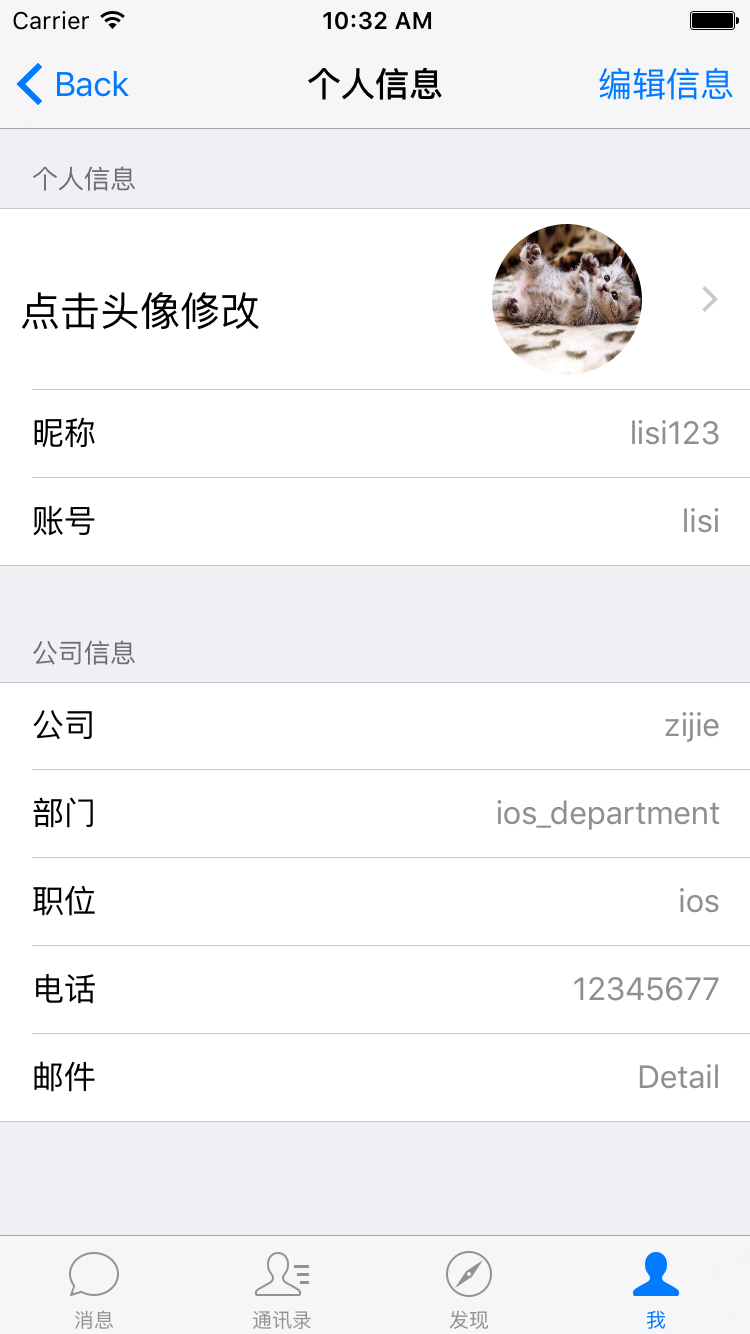 Carrier 10:32 AM
Back 个人信息 编辑信息
个人信息
点击头像修改
昵称 lisi123
账号 lisi
公司信息
公司 zijie
部门 ios_department
职位 ios
电话 12345677
邮件 Detail
消息 通讯录 发现 我